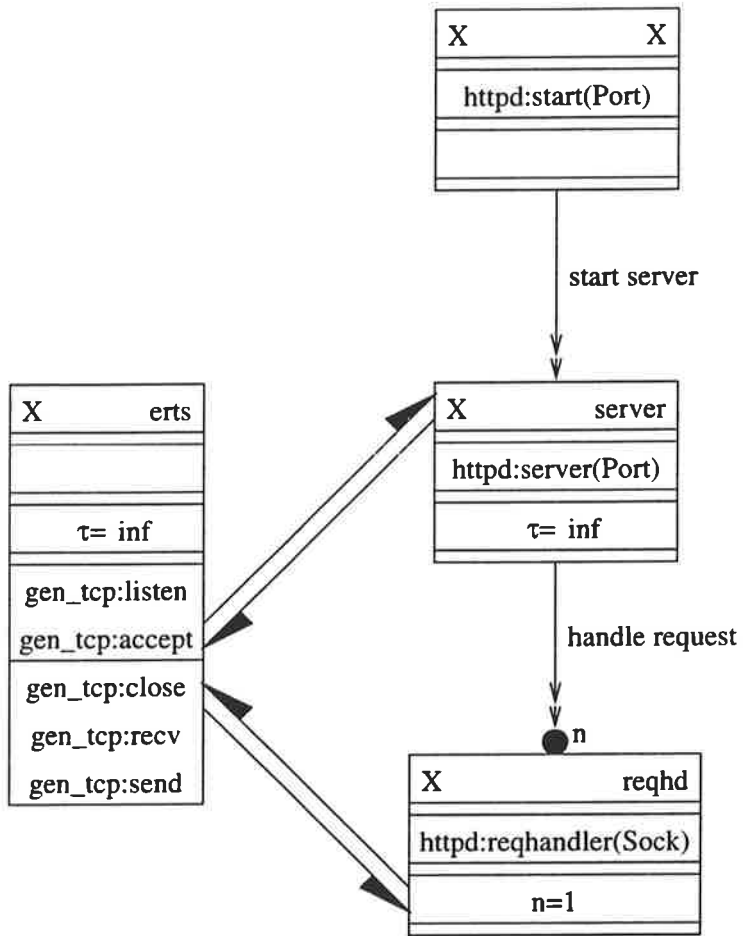 X X
httpd:start(Port)
start server
X erts
τ= inf
gen_tcp:listen
gen_tcp:accept
gen_tcp:close
gen_tcp:recv
gen_tcp:send
X server
httpd:server(Port)
τ= inf
handle request
n
X reqhd
httpd:reqhandler(Sock)
n=1